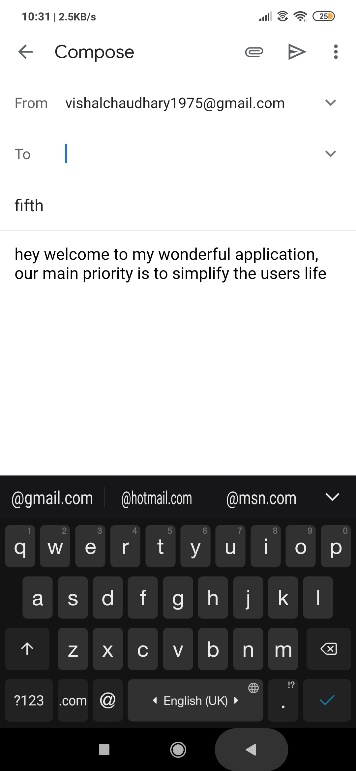 10:31 | 2.5KB/s 25
Compose
From vishalchaudhary1975@gmail.com
To
fifth
hey welcome to my wonderful application,
our main priority is to simplify the users life
@gmail.com @hotmail.com @msn.com
1 2 3 4 5 6 7 8 9 0
q w e r t y u i o p
a s d f g h j k l
z x c v b n m
?123 .com @ English (UK) . !?